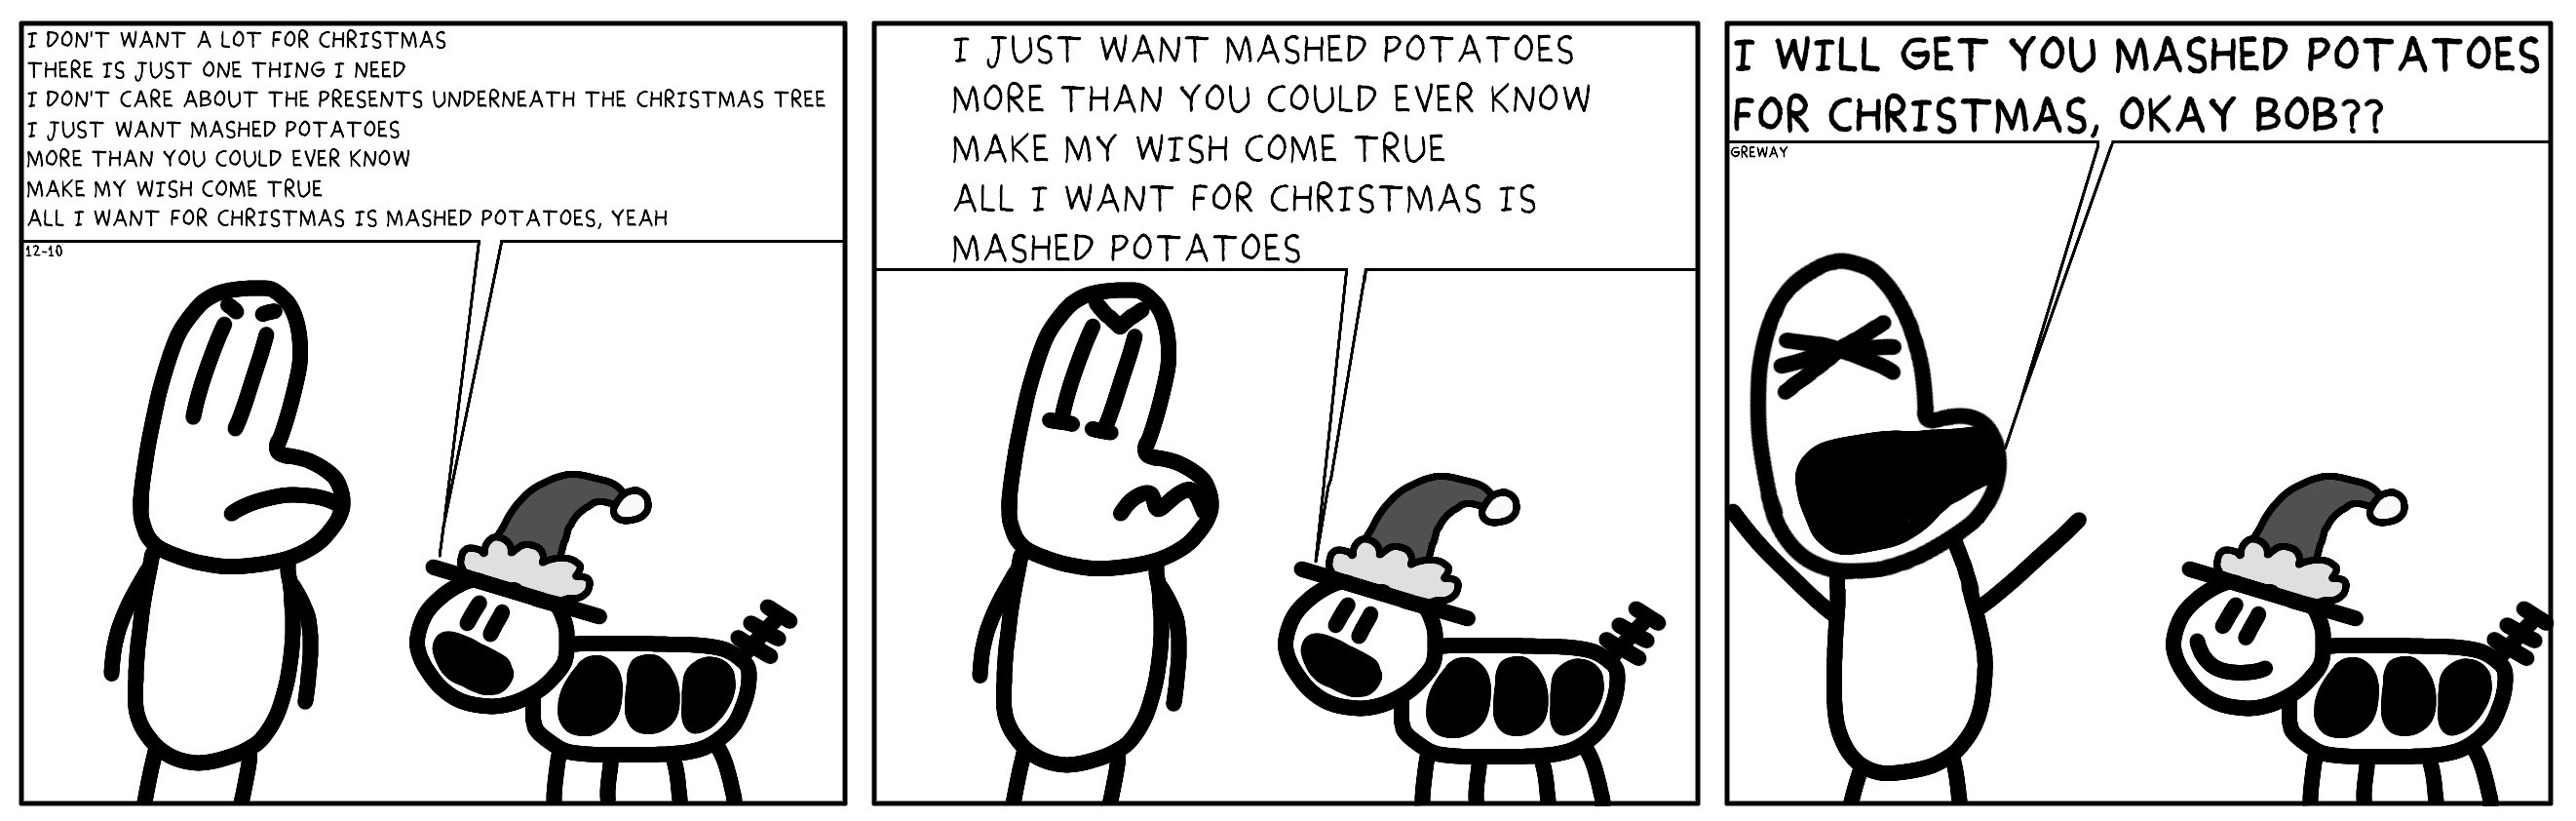 I DON'T WANT A LOT FOR CHRISTMAS
THERE IS JUST ONE THING I NEED
I DON'T CARE ABOUT THE PRESENTS UNDERNEATH THE CHRISTMAS TREE
I JUST WANT MASHED POTATOES
MORE THAN YOU COULD EVER KNOW
MAKE MY WISH COME TRUE
ALL I WANT FOR CHRISTMAS IS MASHED POTATOES, YEAH
12-10
I JUST WANT MASHED POTATOES
MORE THAN YOU COULD EVER KNOW
MAKE MY WISH COME TRUE
ALL I WANT FOR CHRISTMAS IS
MASHED POTATOES
I WILL GET YOU MASHED POTATOES
FOR CHRISTMAS, OKAY BOB??
GREWAY